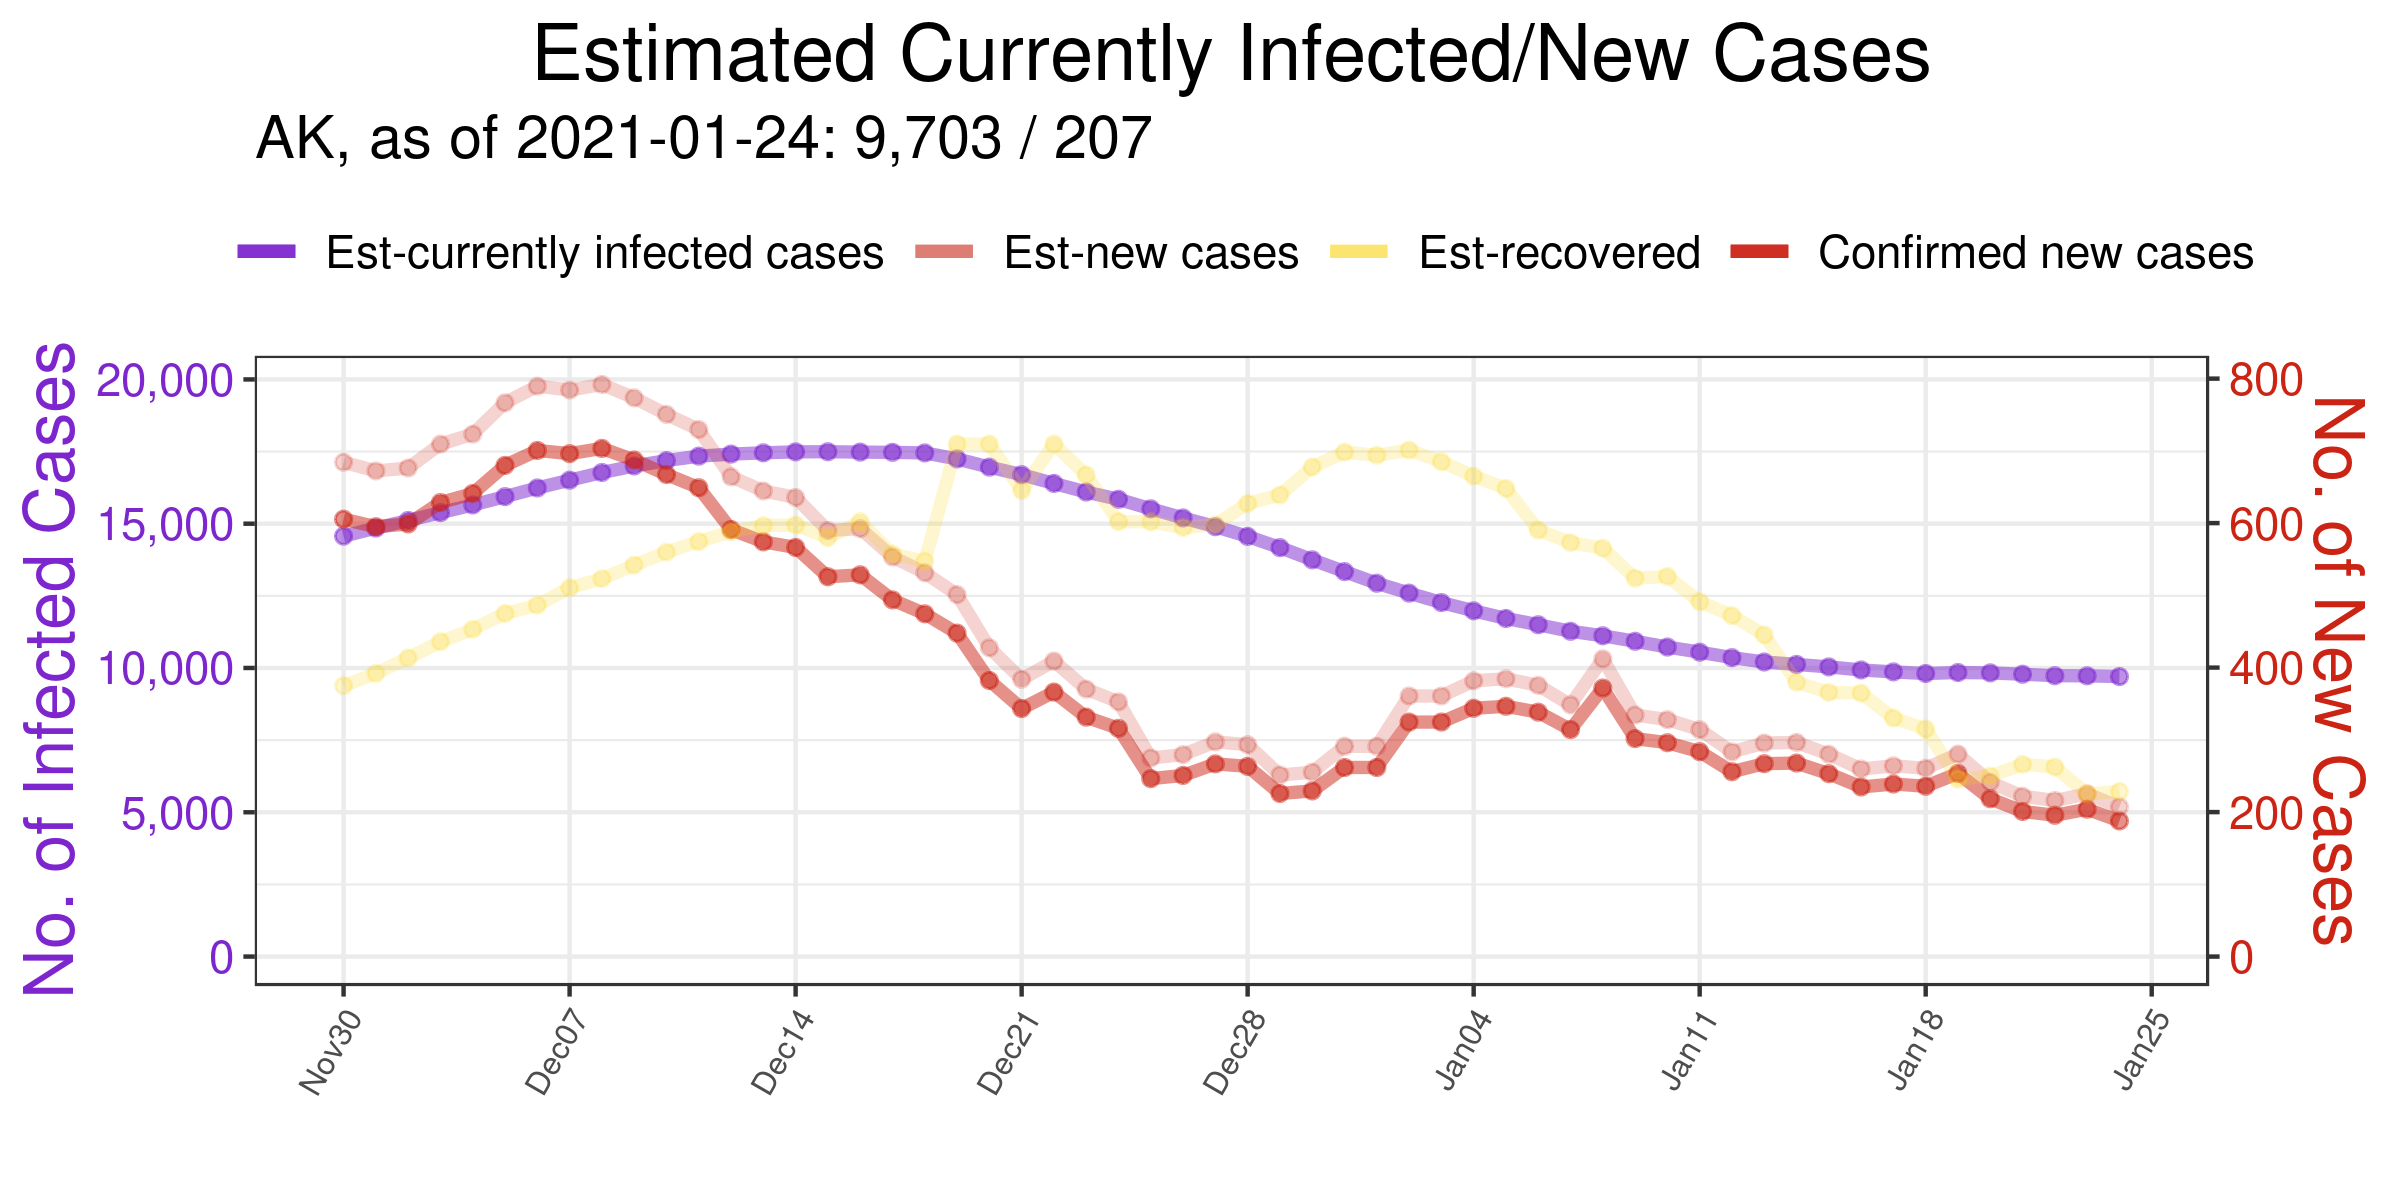 Estimated Currently Infected/New Cases
AK, as of 2021-01-24: 9,703 / 207
Est-currently infected cases Est-new cases Est-recovered Confirmed new cases
No. of Infected Cases
20,000
15,000
10,000
5,000
0
800
600
400
200
0
No. of New Cases
Nov30 Dec07 Dec14 Dec21 Dec28 Jan04 Jan11 Jan18 Jan25